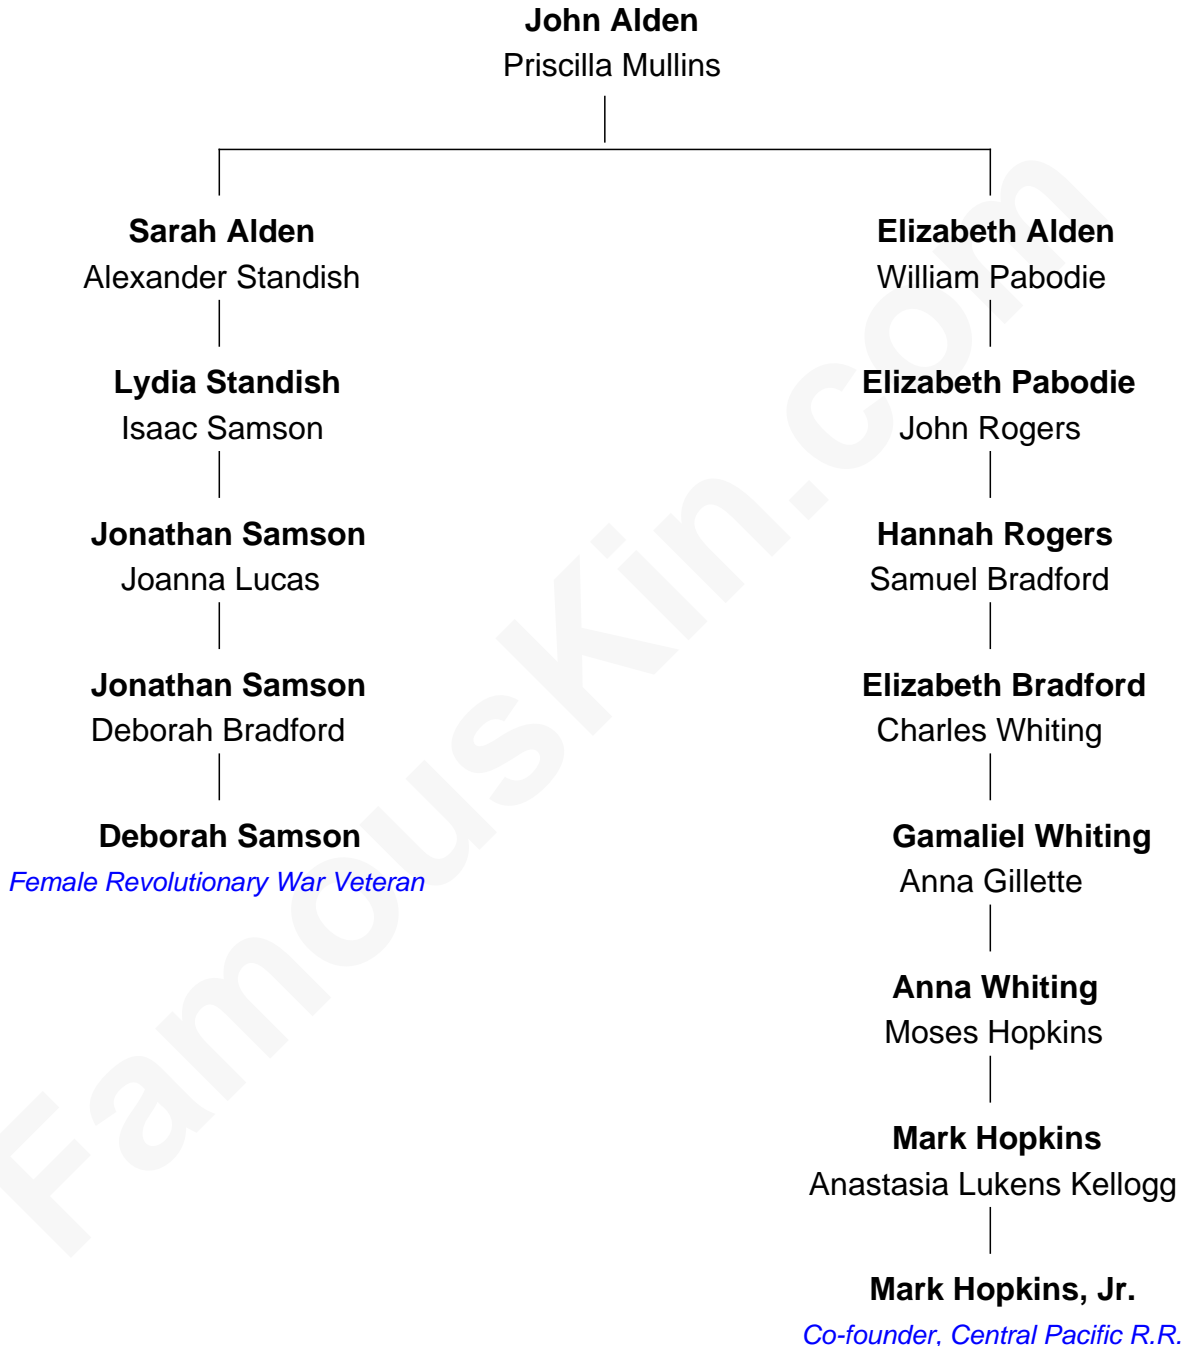 John Alden
Priscilla Mullins
Sarah Alden
Alexander Standish
Lydia Standish
Isaac Samson
Jonathan Samson
Joanna Lucas
Jonathan Samson
Deborah Bradford
Deborah Samson
Female Revolutionary War Veteran
Elizabeth Alden
William Pabodie
Elizabeth Pabodie
John Rogers
Hannah Rogers
Samuel Bradford
Elizabeth Bradford
Charles Whiting
Gamaliel Whiting
Anna Gillette
Anna Whiting
Moses Hopkins
Mark Hopkins
Anastasia Lukens Kellogg
Mark Hopkins, Jr.
Co-founder, Central Pacific R.R.
FamousKin.com